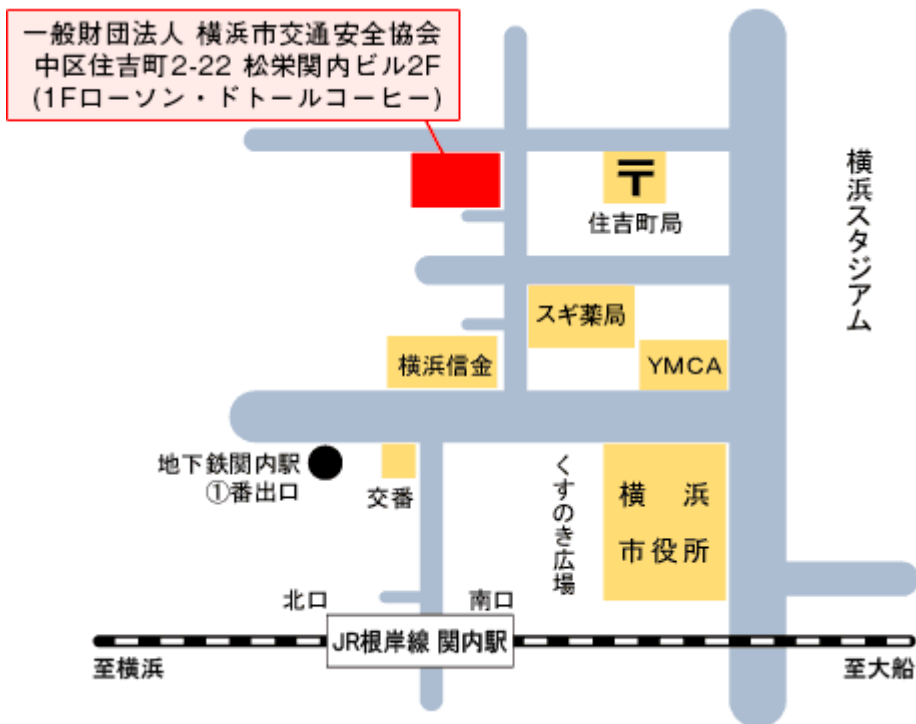 一般財団法人 横浜市交通安全協会
中区住吉町2-22 松栄関内ビル2F
(1Fローソン・ドトールコーヒー)
〒
住吉町局
横浜スタジアム
スギ薬局
横浜信金
YMCA
地下鉄関内駅
①番出口
交番
くすのき広場
横 浜
市役所
北口
南口
JR根岸線 関内駅
至横浜
至大船